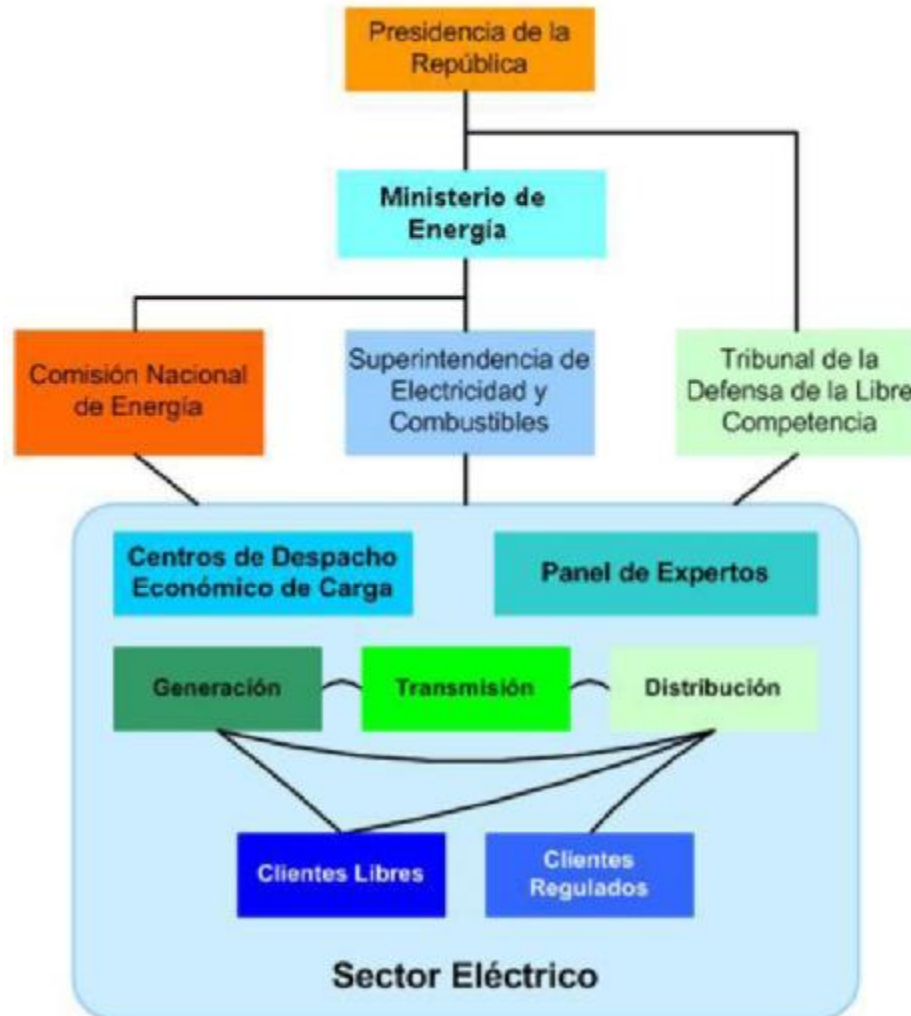 Presidencia de la
República
Ministerio de
Energía
Comisión Nacional
de Energía
Superintendencia de
Electricidad y
Combustibles
Tribunal de la
Defensa de la Libre
Competencia
Centros de Despacho
Económico de Carga
Panel de Expertos
Generación
Transmisión
Distribución
Clientes Libres
Clientes
Regulados
Sector Eléctrico